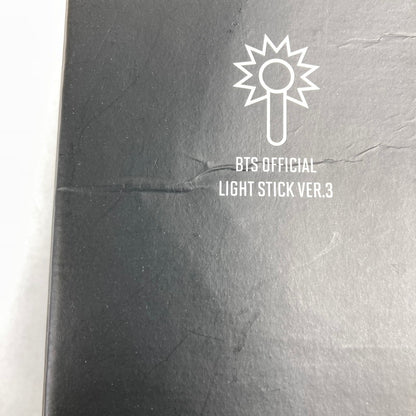 BTS OFFICIAL
LIGHT STICK VER.3